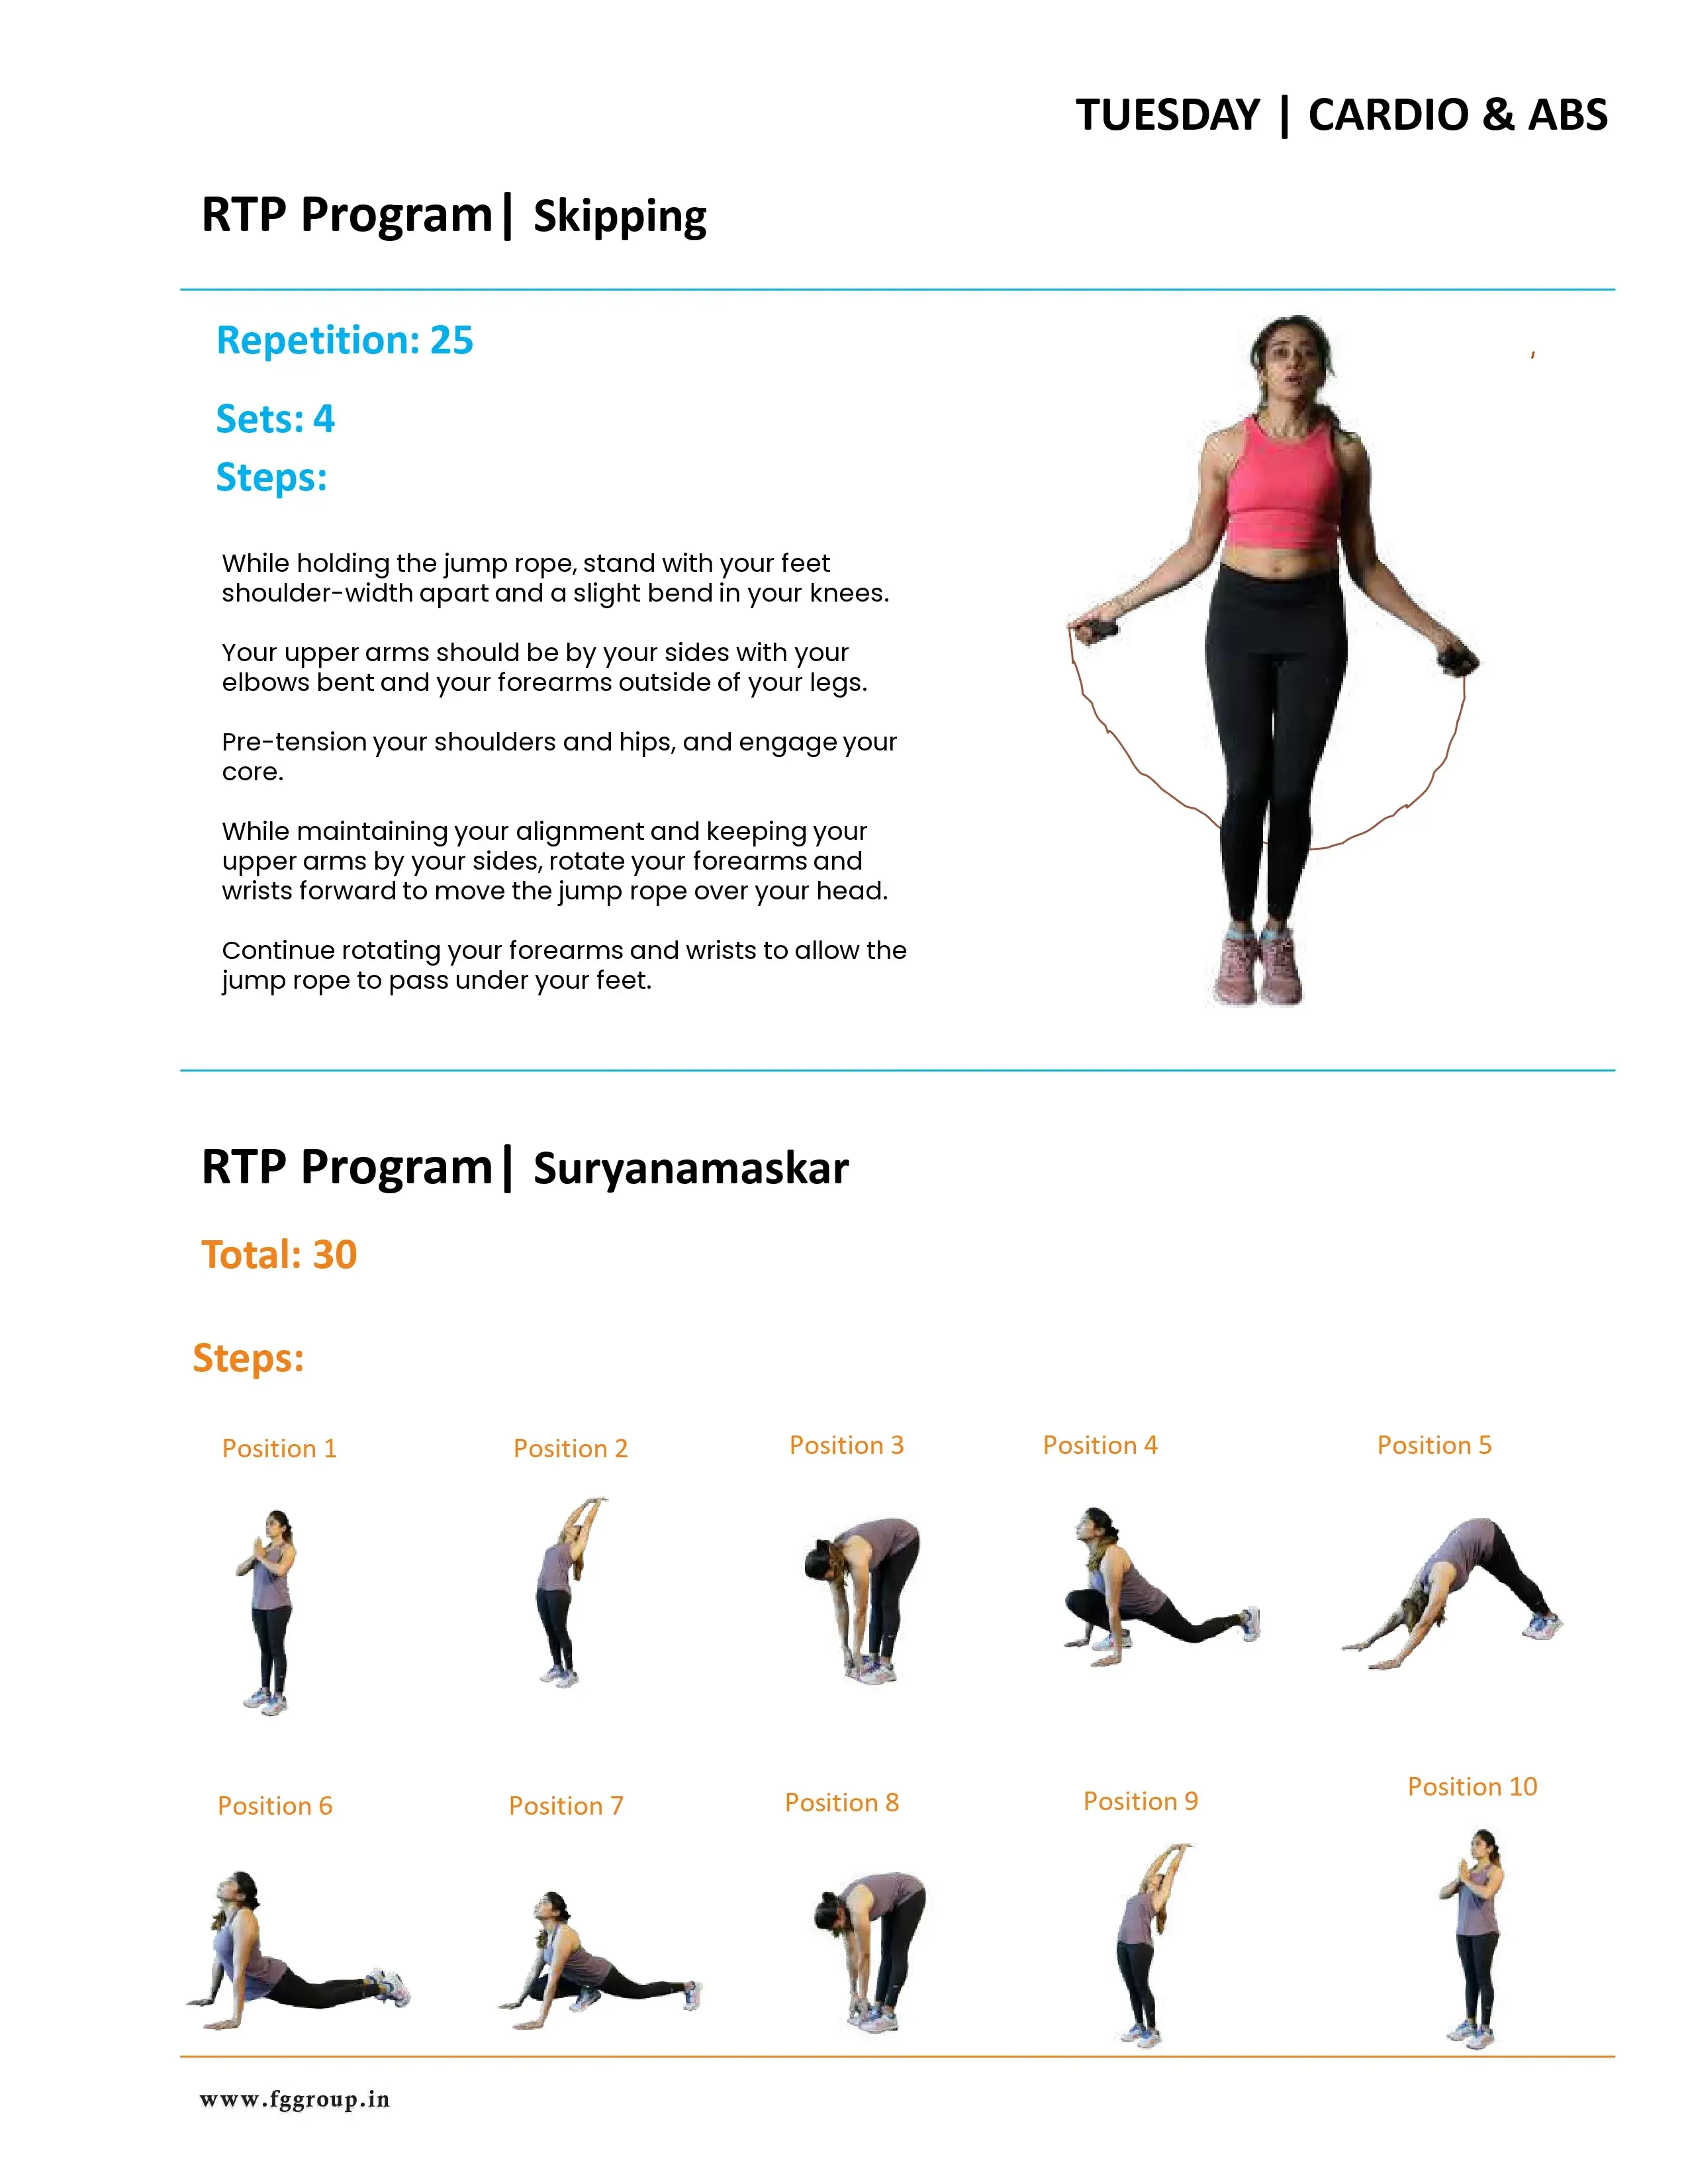 TUESDAY | CARDIO & ABS
RTP Program| Skipping
Repetition: 25
Sets: 4
Steps:
While holding the jump rope, stand with your feet
shoulder-width apart and a slight bend in your knees.
Your upper arms should be by your sides with your
elbows bent and your forearms outside of your legs.
Pre-tension your shoulders and hips, and engage your
core.
While maintaining your alignment and keeping your
upper arms by your sides, rotate your forearms and
wrists forward to move the jump rope over your head.
Continue rotating your forearms and wrists to allow the
jump rope to pass under your feet.
RTP Program| Suryanamaskar
Total: 30
Steps:
Position 1
Position 2
Position 3
Position 4
Position 5
Position 6
Position 7
Position 8
Position 9
Position 10
www.fggroup.in